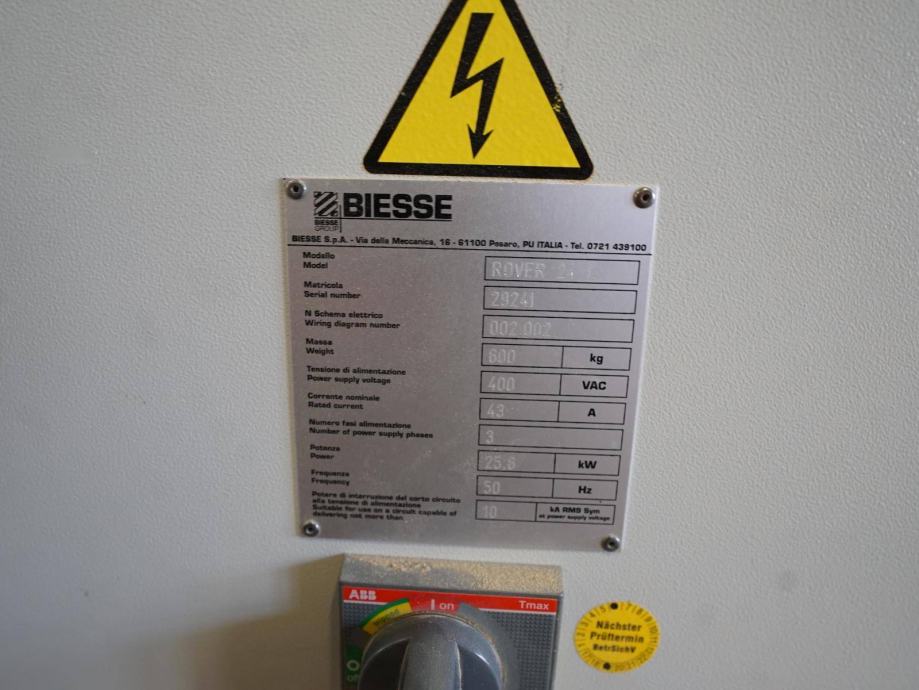 BIESSE
BIESSE
GROUP
BIESSE S.p.A. - Via della Meccanica, 16 - 61100 Pesaro, PU ITALIA - Tel. 0721 439100
Modello
Model ROVER 24
Matricola
Serial number 29241
N Schema elettrico
Wiring diagram number 002 002
Massa
Weight 600 kg
Tensione di alimentazione
Power supply voltage 400 VAC
Corrente nominale
Rated current 43 A
Numero fasi alimentazione
Number of power supply phases 3
Potenza
Power 25.6 kW
Frequenza
Frequency 50 Hz
Potere di interruzione del corto circuito
alla tensione di alimentazione
Suitable for use on a circuit capable of
delivering not more than 10 kA RMS Sym
at power supply voltage
ABB I on Tmax
Nächster
Prüftermin
BetrSichV